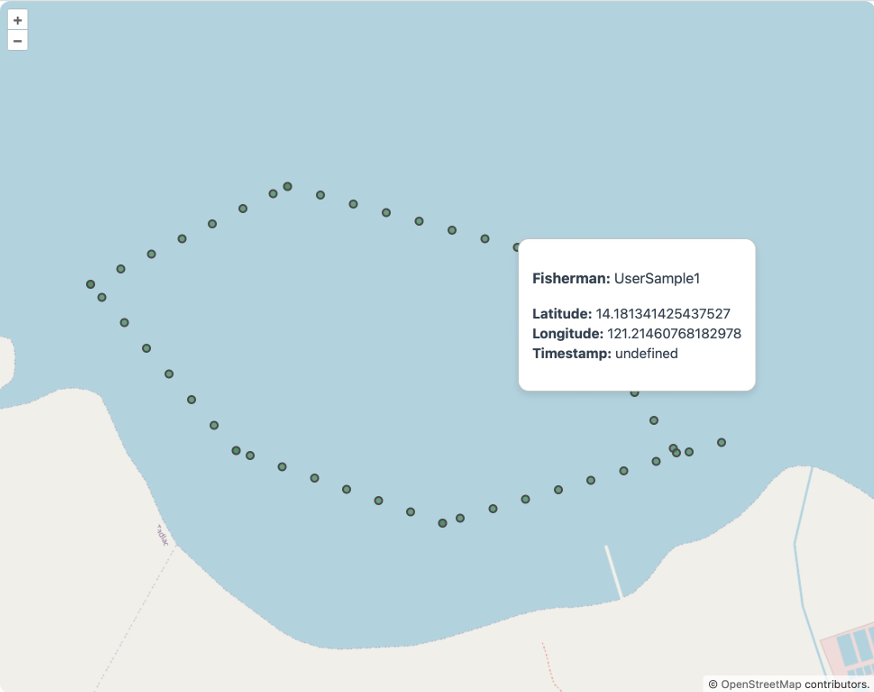 +
−
Fisherman: UserSample1
Latitude: 14.181341425437527
Longitude: 121.21460768182978
Timestamp: undefined
© OpenStreetMap contributors.